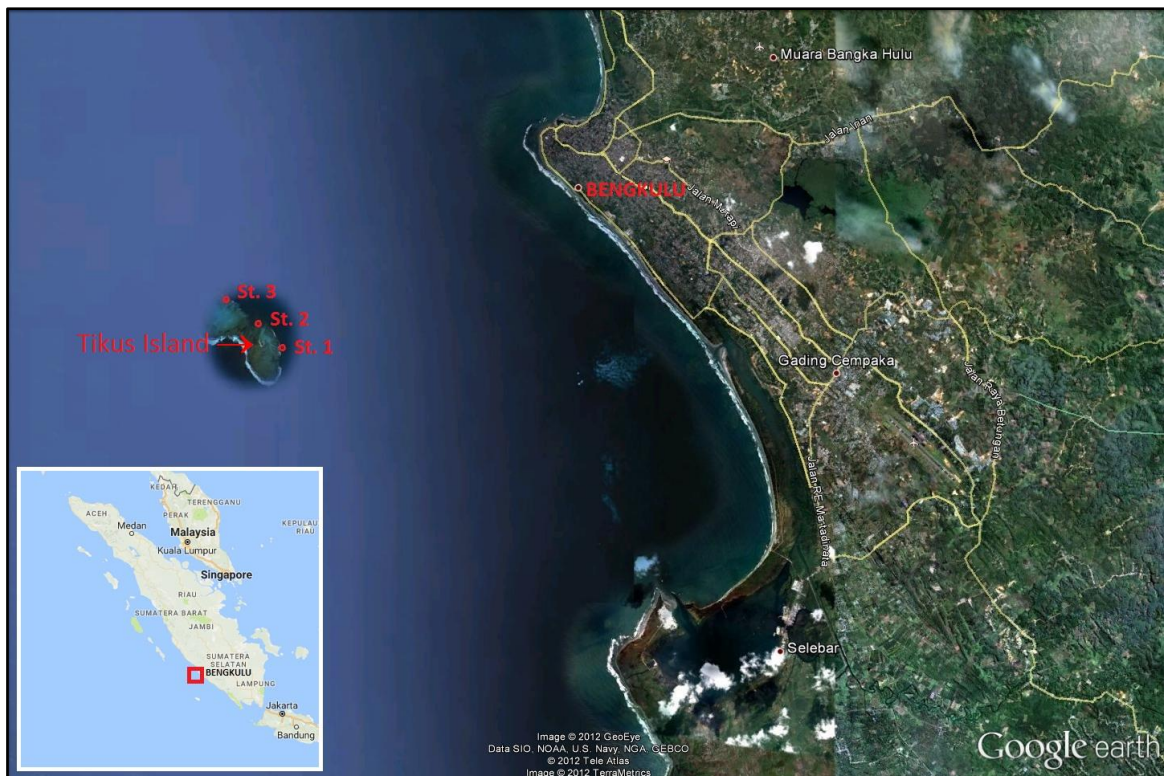 Muara Bangka Hulu
Jalan Irian
BENGKULU
Jalan Merapi
St. 3
St. 2
Tikus Island
St. 1
Gading Cempaka
Jalan Raya Betungan
Jalan RE Martadinata
Selebar
KEDAH
TERENGGANU
ACEH
PERAK
Medan
Malaysia
KEPULAUAN
RIAU
Kuala Lumpur
Singapore
RIAU
SUMATERA BARAT
JAMBI
SUMATERA
SELATAN
BENGKULU
LAMPUNG
Jakarta
Bandung
Image © 2012 GeoEye
Data SIO, NOAA, U.S. Navy, NGA, GEBCO
© 2012 Tele Atlas
Image © 2012 TerraMetrics
Google earth